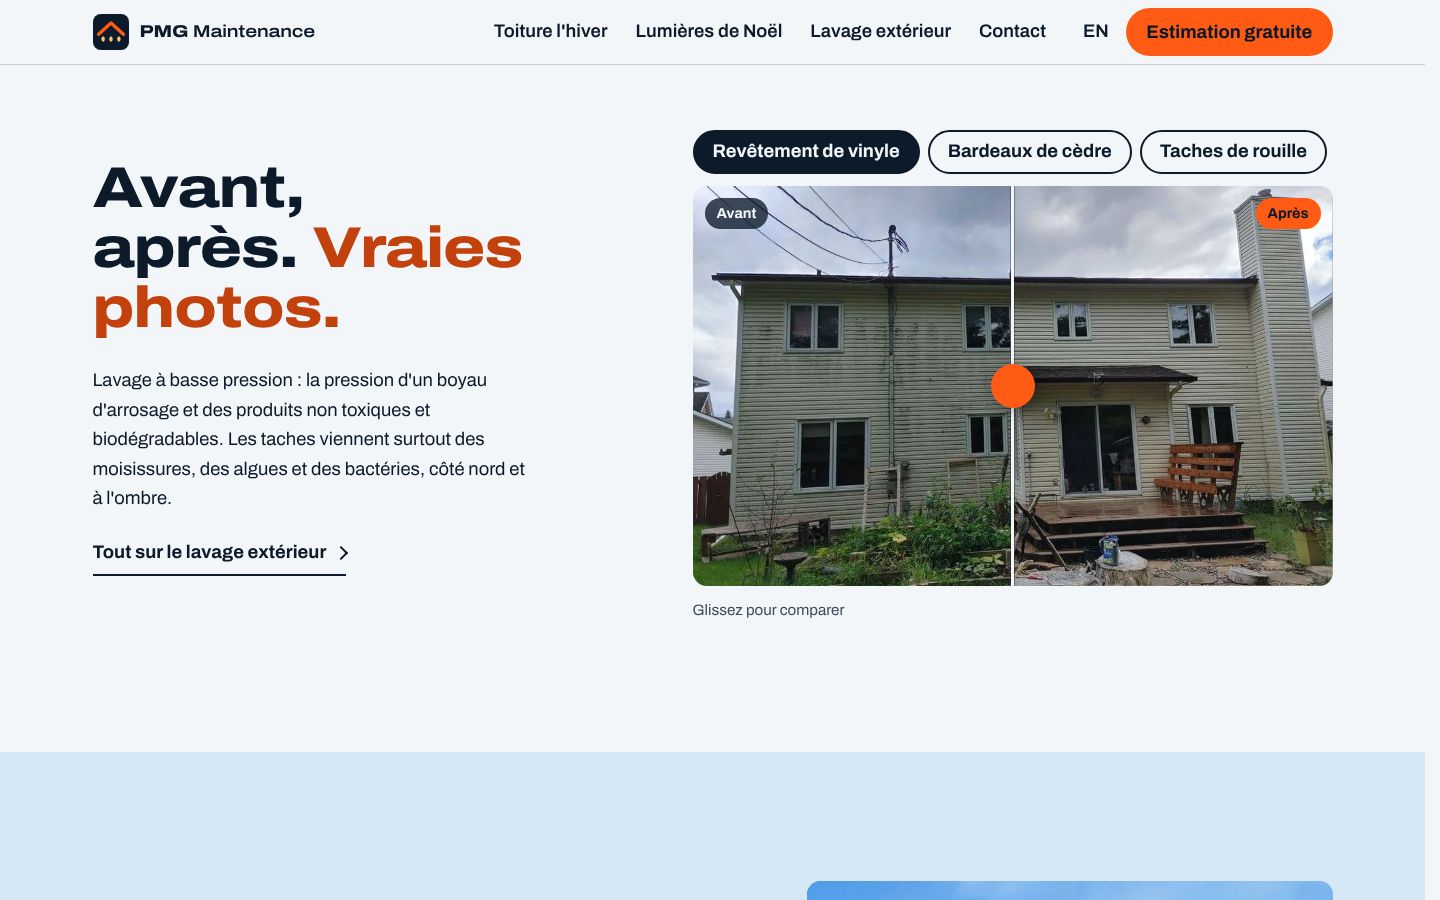 PMG Maintenance
Toiture l'hiver
Lumières de Noël
Lavage extérieur
Contact
EN
Estimation gratuite
Avant,
après. Vraies
photos.
Lavage à basse pression : la pression d'un boyau
d'arrosage et des produits non toxiques et
biodégradables. Les taches viennent surtout des
moisissures, des algues et des bactéries, côté nord et
à l'ombre.
Tout sur le lavage extérieur
Revêtement de vinyle
Bardeaux de cèdre
Taches de rouille
Avant
Après
Glissez pour comparer